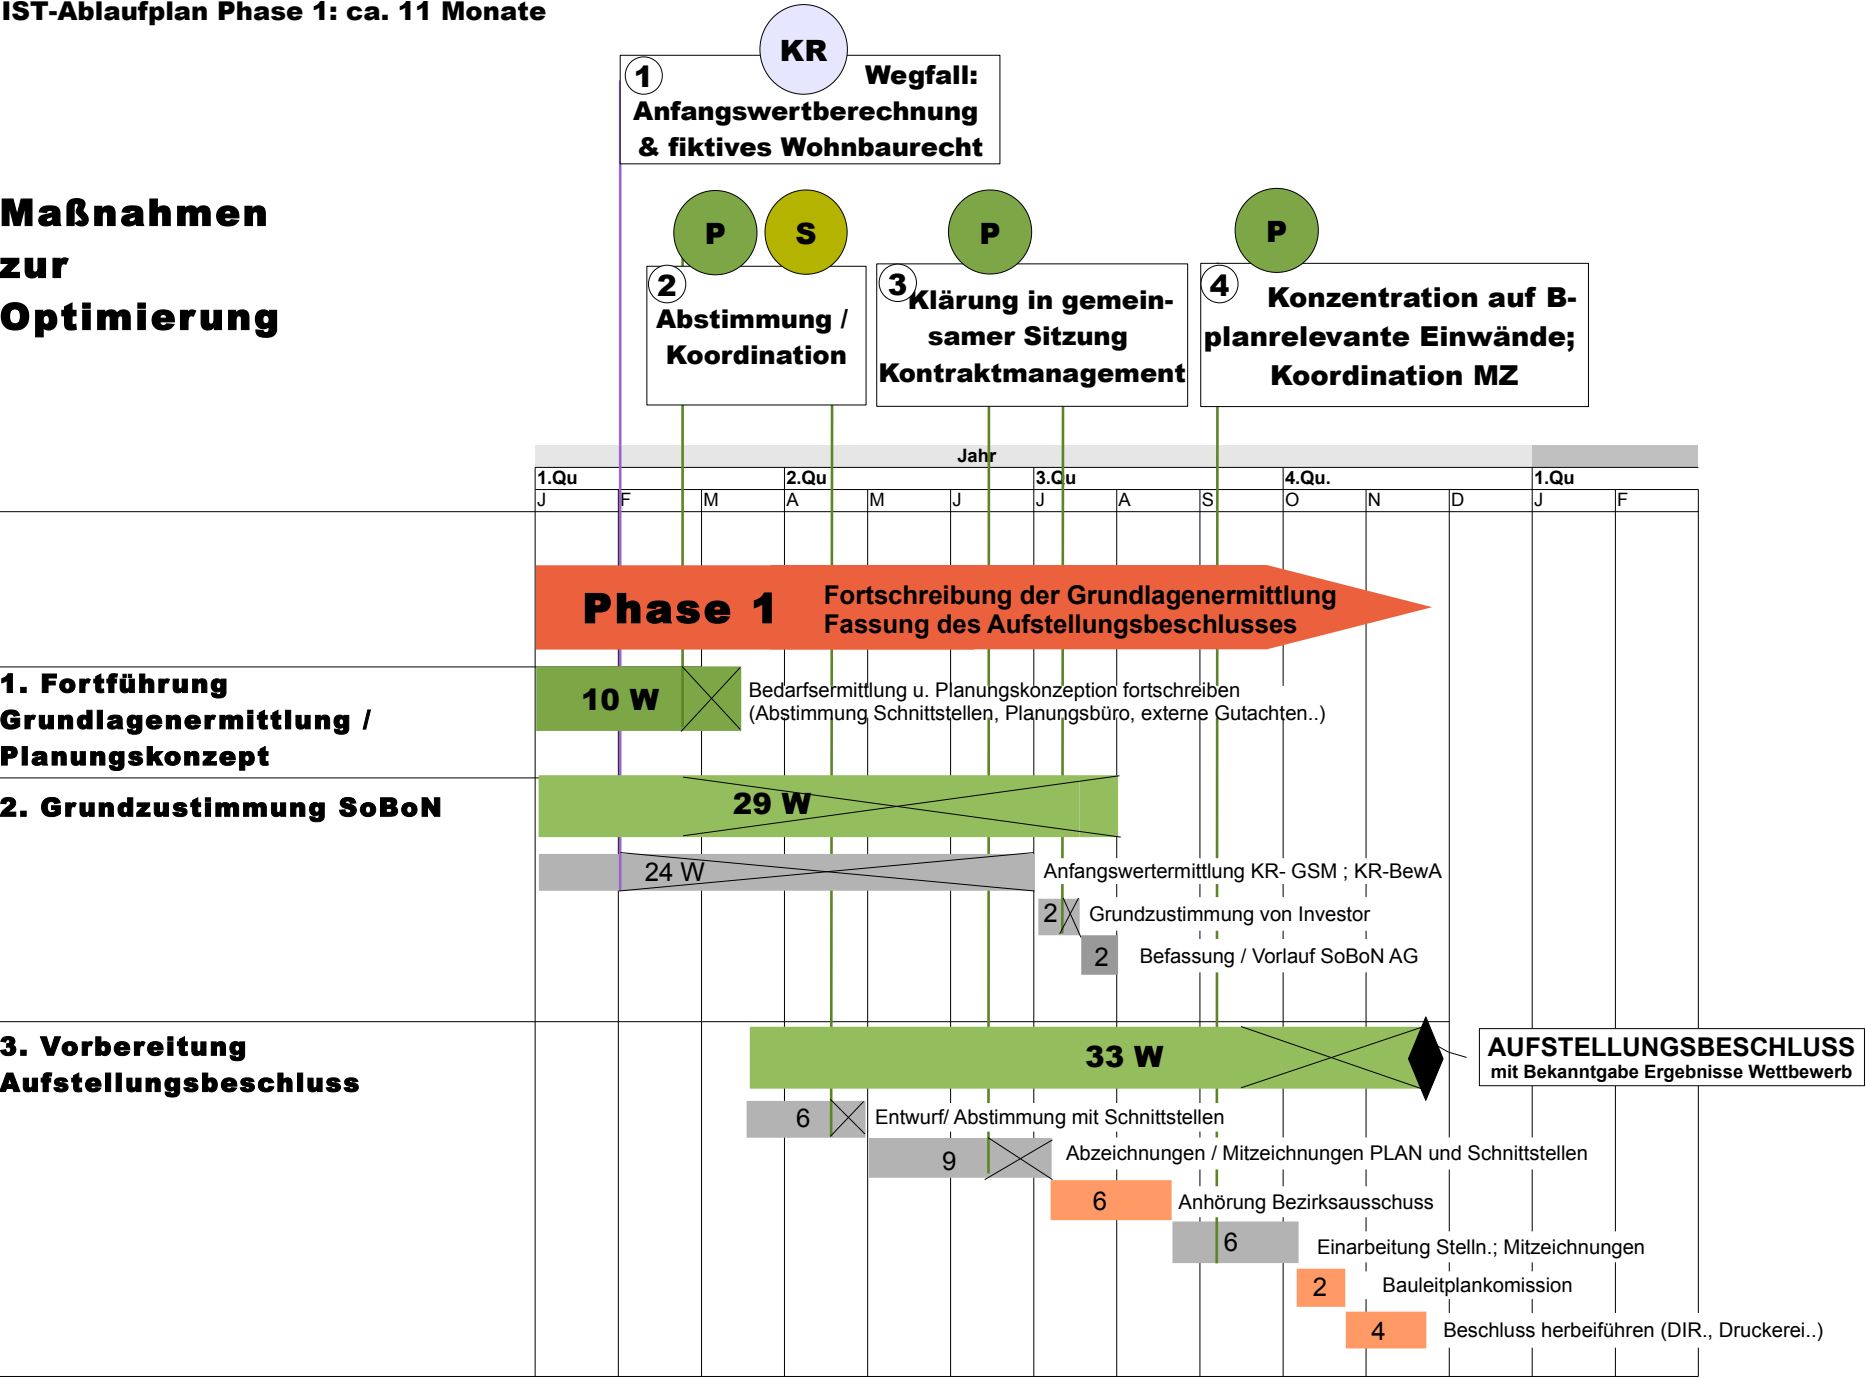 IST-Ablaufplan Phase 1: ca. 11 Monate
KR
1
Wegfall:
Anfangswertberechnung
& fiktives Wohnbaurecht
Maßnahmen
zur
Optimierung
P
S
P
P
2
Abstimmung /
Koordination
3
Klärung in gemein-
samer Sitzung
Kontraktmanagement
4
Konzentration auf B-
planrelevante Einwände;
Koordination MZ
Jahr
1.Qu
2.Qu
3.Qu
4.Qu.
1.Qu
J
F
M
A
M
J
J
A
S
O
N
D
J
F
Phase 1
Fortschreibung der Grundlagenermittlung
Fassung des Aufstellungsbeschlusses
1. Fortführung
Grundlagenermittlung /
Planungskonzept
10 W
Bedarfsermittlung u. Planungskonzeption fortschreiben
(Abstimmung Schnittstellen, Planungsbüro, externe Gutachten..)
2. Grundzustimmung SoBoN
29 W
24 W
Anfangswertermittlung KR- GSM ; KR-BewA
2
Grundzustimmung von Investor
2
Befassung / Vorlauf SoBoN AG
3. Vorbereitung
Aufstellungsbeschluss
33 W
AUFSTELLUNGSBESCHLUSS
mit Bekanntgabe Ergebnisse Wettbewerb
6
Entwurf/ Abstimmung mit Schnittstellen
9
Abzeichnungen / Mitzeichnungen PLAN und Schnittstellen
6
Anhörung Bezirksausschuss
6
Einarbeitung Stelln.; Mitzeichnungen
2
Bauleitplankomission
4
Beschluss herbeiführen (DIR., Druckerei..)